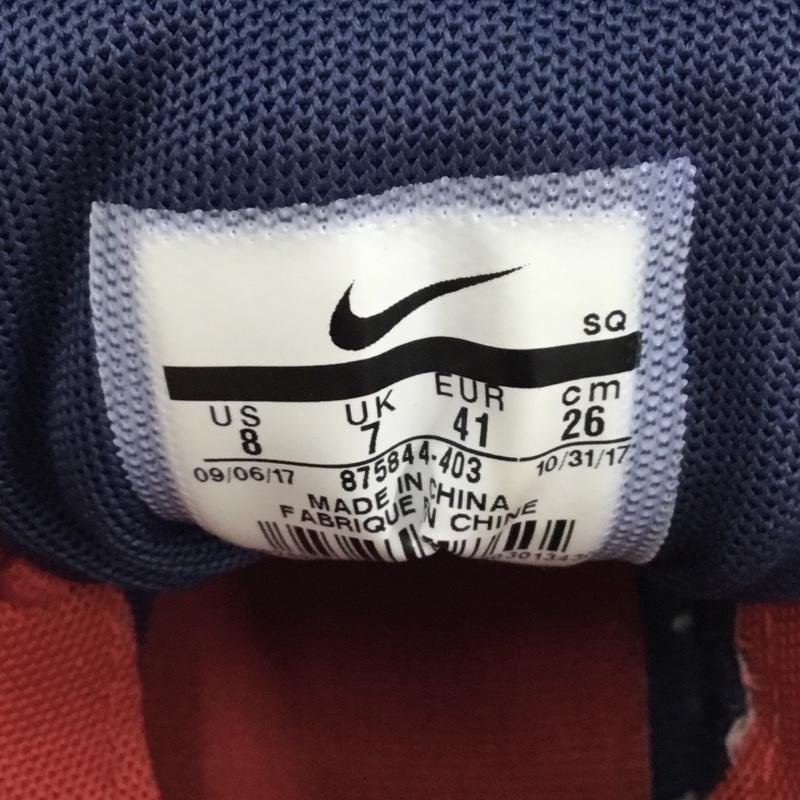 SQ
US UK EUR cm
8 7 41 26
09/06/17 875844-403 10/31/17
MADE IN CHINA
FABRIQUE EN CHINE